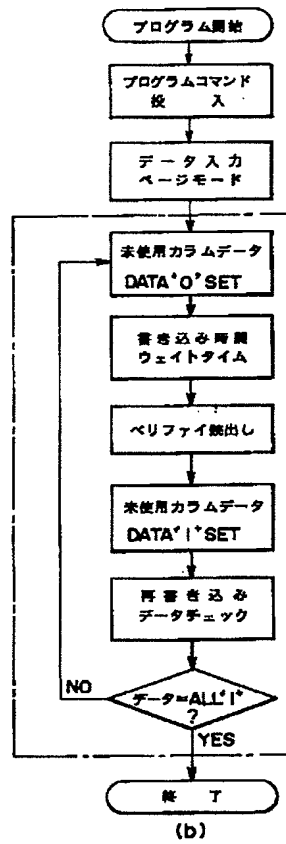 プログラム開始
プログラムコマンド
投入
データ入力
ページモード
未使用カラムデータ
DATA"0"SET
書き込み時間
ウェイトタイム
ベリファイ読出し
未使用カラムデータ
DATA"1"SET
再書き込み
データチェック
データ=ALL"1"
?
NO
YES
終了
(b)